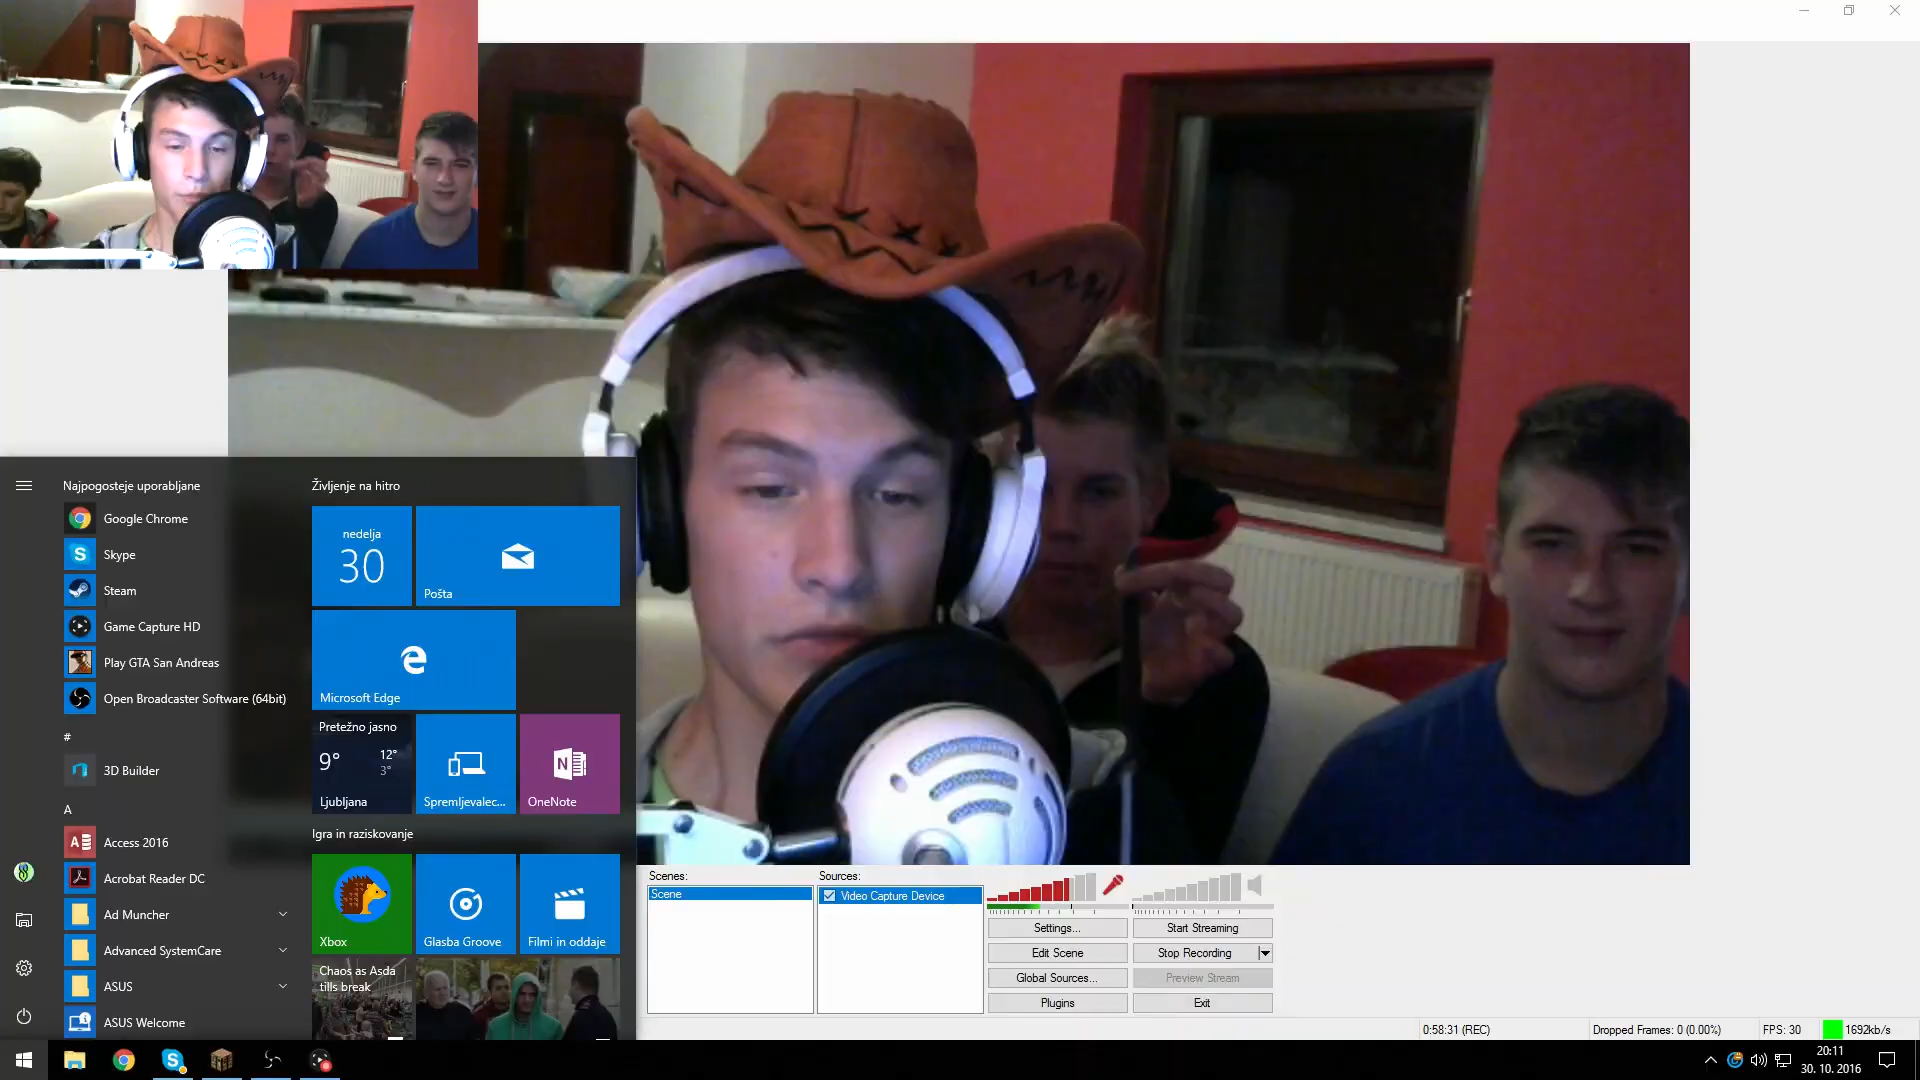 Najpogosteje uporabljane
Google Chrome
Skype
Steam
Game Capture HD
Play GTA San Andreas
Open Broadcaster Software (64bit)
#
3D Builder
A
Access 2016
Acrobat Reader DC
Ad Muncher
Advanced SystemCare
ASUS
ASUS Welcome
Življenje na hitro
nedelja
30
Pošta
Microsoft Edge
Pretežno jasno
9°
12°
3°
Ljubljana
Spremljevalec...
OneNote
Igra in raziskovanje
Xbox
Glasba Groove
Filmi in oddaje
Chaos as Asda
tills break
Scenes:
Scene
Sources:
Video Capture Device
Settings...
Start Streaming
Edit Scene
Stop Recording
Global Sources...
Preview Stream
Plugins
Exit
0:58:31 (REC)
Dropped Frames: 0 (0.00%)
FPS: 30
1692kb/s
20:11
30. 10. 2016